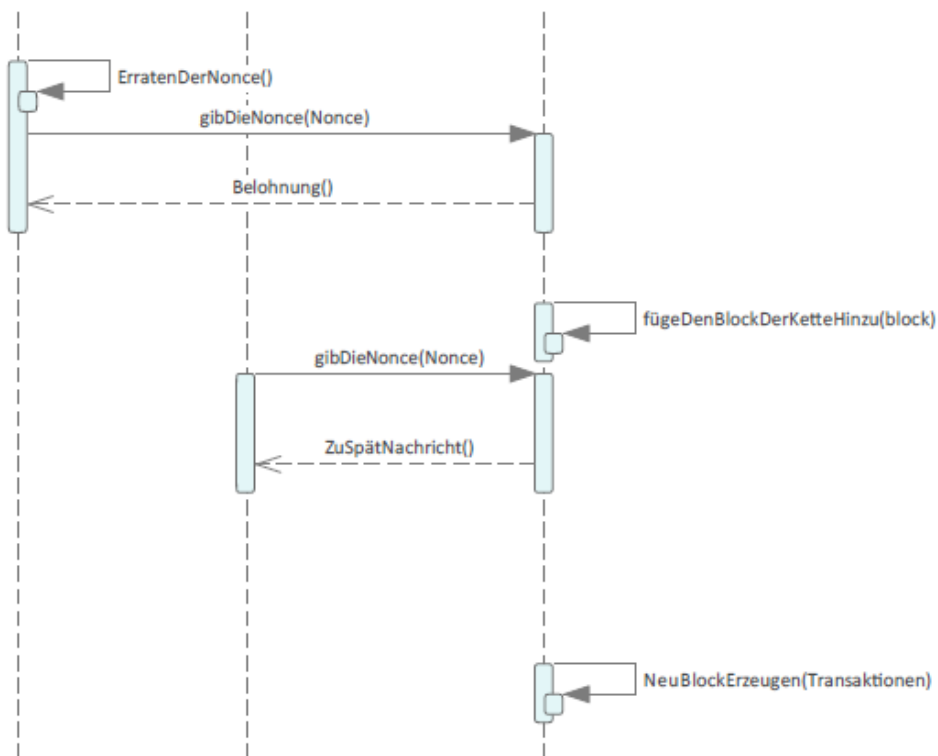 ErratenDerNonce()
gibDieNonce(Nonce)
Belohnung()
fügeDenBlockDerKetteHinzu(block)
gibDieNonce(Nonce)
ZuSpätNachricht()
NeuBlockErzeugen(Transaktionen)